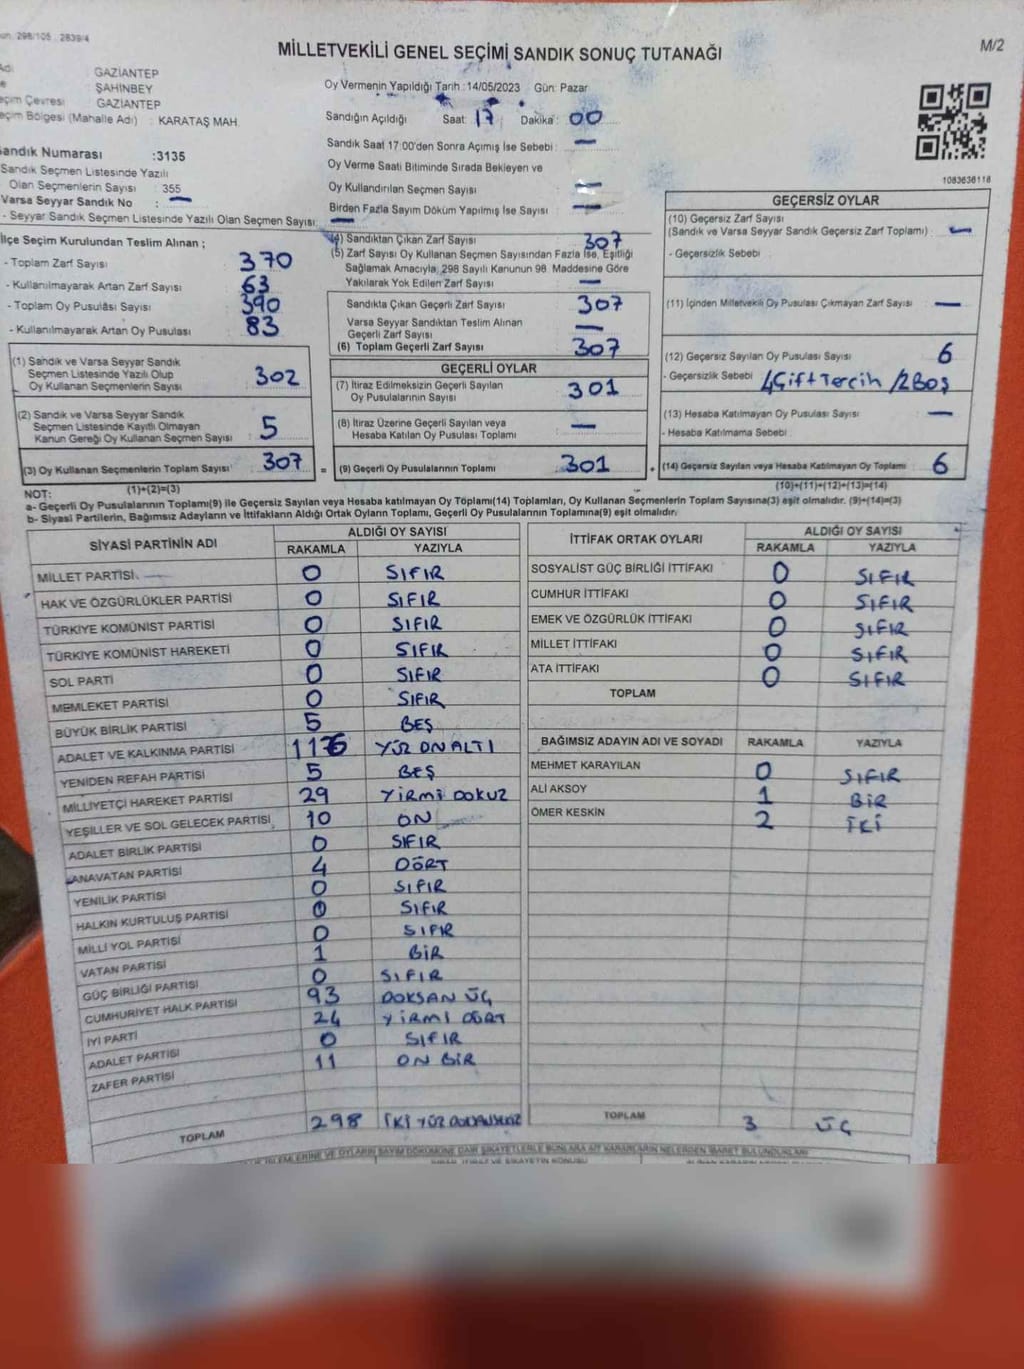 un: 298/105 2839/4
MİLLETVEKİLİ GENEL SEÇİMİ SANDIK SONUÇ TUTANAĞI
M/2
GAZİANTEP
ŞAHİNBEY
eçim Çevresi GAZİANTEP
eçim Bölgesi (Mahalle Adı) : KARATAŞ MAH.
andık Numarası :3135
Sandık Seçmen Listesinde Yazılı
Olan Seçmenlerin Sayısı : 355
Varsa Seyyar Sandık No : —
- Seyyar Sandık Seçmen Listesinde Yazılı Olan Seçmen Sayısı: —
Oy Vermenin Yapıldığı Tarih :14/05/2023 Gün: Pazar
Sandığın Açıldığı Saat: 17 Dakika : 00
Sandık Saat 17:00'den Sonra Açımış İse Sebebi : —
Oy Verme Saati Bitiminde Sırada Bekleyen ve
Oy Kullandırılan Seçmen Sayısı : —
Birden Fazla Sayım Döküm Yapılmış İse Sayısı : —
1083636118
İlçe Seçim Kurulundan Teslim Alınan ;
- Toplam Zarf Sayısı : 370
- Kullanılmayarak Artan Zarf Sayısı : 63
- Toplam Oy Pusulası Sayısı : 390
- Kullanılmayarak Artan Oy Pusulası : 83
(4) Sandıktan Çıkan Zarf Sayısı : 307
(5) Zarf Sayısı Oy Kullanan Seçmen Sayısından Fazla İse, Eşitliği
Sağlamak Amacıyla, 298 Sayılı Kanunun 98. Maddesine Göre
Yakılarak Yok Edilen Zarf Sayısı : —
Sandıkta Çıkan Geçerli Zarf Sayısı : 307
Varsa Seyyar Sandıktan Teslim Alınan
Geçerli Zarf Sayısı : —
(6) Toplam Geçerli Zarf Sayısı : 307
GEÇERSİZ OYLAR
(10) Geçersiz Zarf Sayısı
(Sandık ve Varsa Seyyar Sandık Geçersiz Zarf Toplamı) : —
- Geçersizlik Sebebi :
(11) İçinden Milletvekili Oy Pusulası Çıkmayan Zarf Sayısı : —
(12) Geçersiz Sayılan Oy Pusulası Sayısı : 6
- Geçersizlik Sebebi : 4 Çift Tercih / 2 Boş
(13) Hesaba Katılmayan Oy Pusulası Sayısı : —
- Hesaba Katılmama Sebebi :
(14) Geçersiz Sayılan veya Hesaba Katılmayan Oy Toplamı : 6
(10)+(11)+(12)+(13)=(14)
(1) Sandık ve Varsa Seyyar Sandık
Seçmen Listesinde Yazılı Olup
Oy Kullanan Seçmenlerin Sayısı : 302
(2) Sandık ve Varsa Seyyar Sandık
Seçmen Listesinde Kayıtlı Olmayan
Kanun Gereği Oy Kullanan Seçmen Sayısı : 5
(3) Oy Kullanan Seçmenlerin Toplam Sayısı : 307
(1)+(2)=(3)
GEÇERLİ OYLAR
(7) İtiraz Edilmeksizin Geçerli Sayılan
Oy Pusulalarının Sayısı : 301
(8) İtiraz Üzerine Geçerli Sayılan veya
Hesaba Katılan Oy Pusulası Toplamı : —
= (9) Geçerli Oy Pusulalarının Toplamı : 301 +
NOT:
a- Geçerli Oy Pusulalarının Toplamı(9) ile Geçersiz Sayılan veya Hesaba katılmayan Oy Toplamı(14) Toplamları, Oy Kullanan Seçmenlerin Toplam Sayısına(3) eşit olmalıdır. (9)+(14)=(3)
b- Siyasi Partilerin, Bağımsız Adayların ve İttifakların Aldığı Ortak Oyların Toplamı, Geçerli Oy Pusulalarının Toplamına(9) eşit olmalıdır.
SİYASİ PARTİNİN ADI ALDIĞI OY SAYISI
RAKAMLA YAZIYLA
MİLLET PARTİSİ 0 SIFIR
HAK VE ÖZGÜRLÜKLER PARTİSİ 0 SIFIR
TÜRKİYE KOMÜNİST PARTİSİ 0 SIFIR
TÜRKİYE KOMÜNİST HAREKETİ 0 SIFIR
SOL PARTİ 0 SIFIR
MEMLEKET PARTİSİ 0 SIFIR
BÜYÜK BİRLİK PARTİSİ 5 BEŞ
ADALET VE KALKINMA PARTİSİ YÜZ ON ALTI
YENİDEN REFAH PARTİSİ 5 BEŞ
MİLLİYETÇİ HAREKET PARTİSİ 29 YİRMİ DOKUZ
YEŞİLLER VE SOL GELECEK PARTİSİ 10 ON
ADALET BİRLİK PARTİSİ 0 SIFIR
ANAVATAN PARTİSİ 4 DÖRT
YENİLİK PARTİSİ 0 SIFIR
HALKIN KURTULUŞ PARTİSİ 0 SIFIR
MİLLİ YOL PARTİSİ 0 SIFIR
VATAN PARTİSİ 1 BİR
GÜÇ BİRLİĞİ PARTİSİ 0 SIFIR
CUMHURİYET HALK PARTİSİ 93 DOKSAN ÜÇ
İYİ PARTİ 24 YİRMİ DÖRT
ADALET PARTİSİ 0 SIFIR
ZAFER PARTİSİ 11 ON BİR
TOPLAM 298 İKİ YÜZ DOKSANSEKİZ
İTTİFAK ORTAK OYLARI ALDIĞI OY SAYISI
RAKAMLA YAZIYLA
SOSYALİST GÜÇ BİRLİĞİ İTTİFAKI 0 SIFIR
CUMHUR İTTİFAKI 0 SIFIR
EMEK VE ÖZGÜRLÜK İTTİFAKI 0 SIFIR
MİLLET İTTİFAKI 0 SIFIR
ATA İTTİFAKI 0 SIFIR
TOPLAM
BAĞIMSIZ ADAYIN ADI VE SOYADI RAKAMLA YAZIYLA
MEHMET KARAYILAN 0 SIFIR
ALİ AKSOY 1 BİR
ÖMER KESKİN 2 İKİ
TOPLAM 3 ÜÇ
İŞLEMLERİNE VE OYLARIN SAYIM DÖKÜMÜNE DAİR ŞİKAYETLERLE BUNLARA AİT KARARLARIN NELERDEN İBARET BULUNDUKLARI